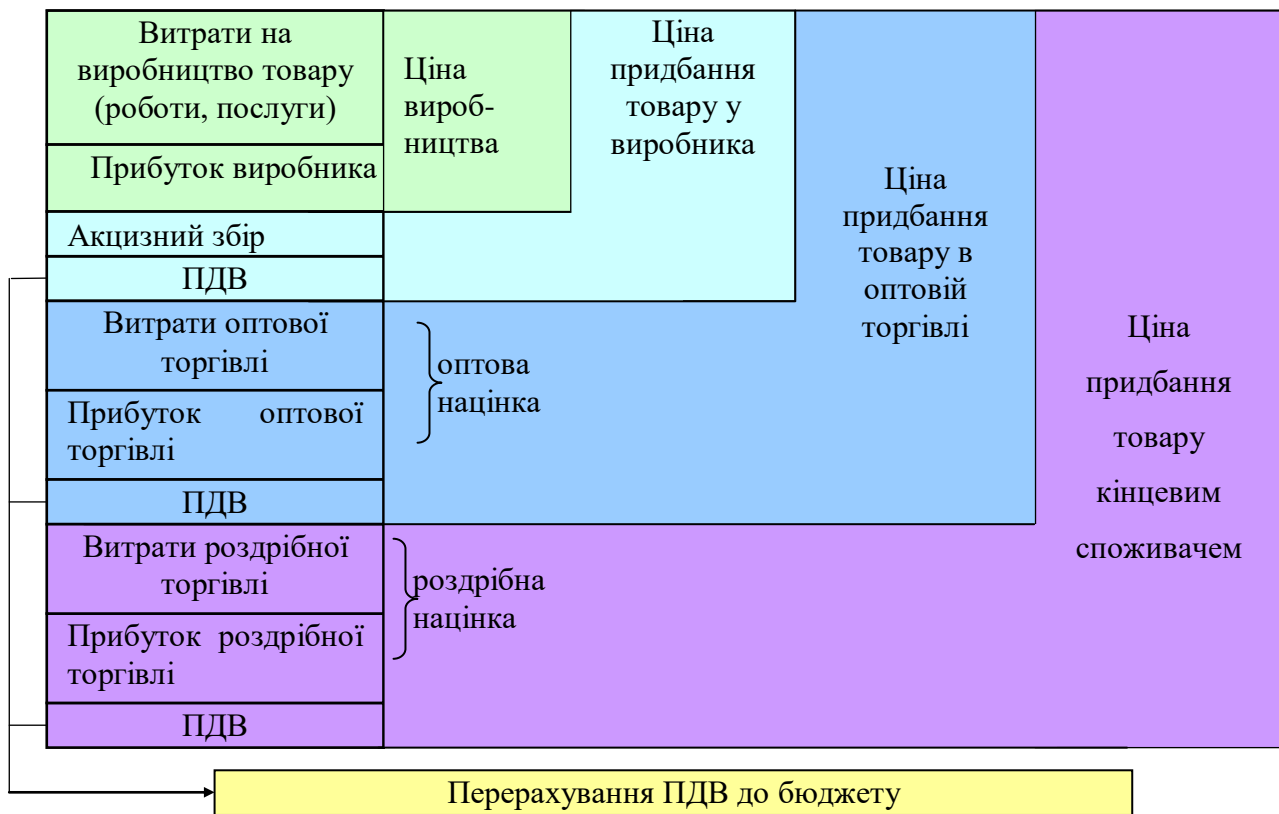 Витрати на
виробництво товару
(роботи, послуги)
Прибуток виробника
Акцизний збір
ПДВ
Витрати оптової
торгівлі
Прибуток оптової
торгівлі
ПДВ
Витрати роздрібної
торгівлі
Прибуток роздрібної
торгівлі
ПДВ
Ціна
вироб-
ництва
Ціна
придбання
товару у
виробника
оптова
націнка
роздрібна
націнка
Ціна
придбання
товару в
оптовій
торгівлі
Ціна
придбання
товару
кінцевим
споживачем
Перерахування ПДВ до бюджету